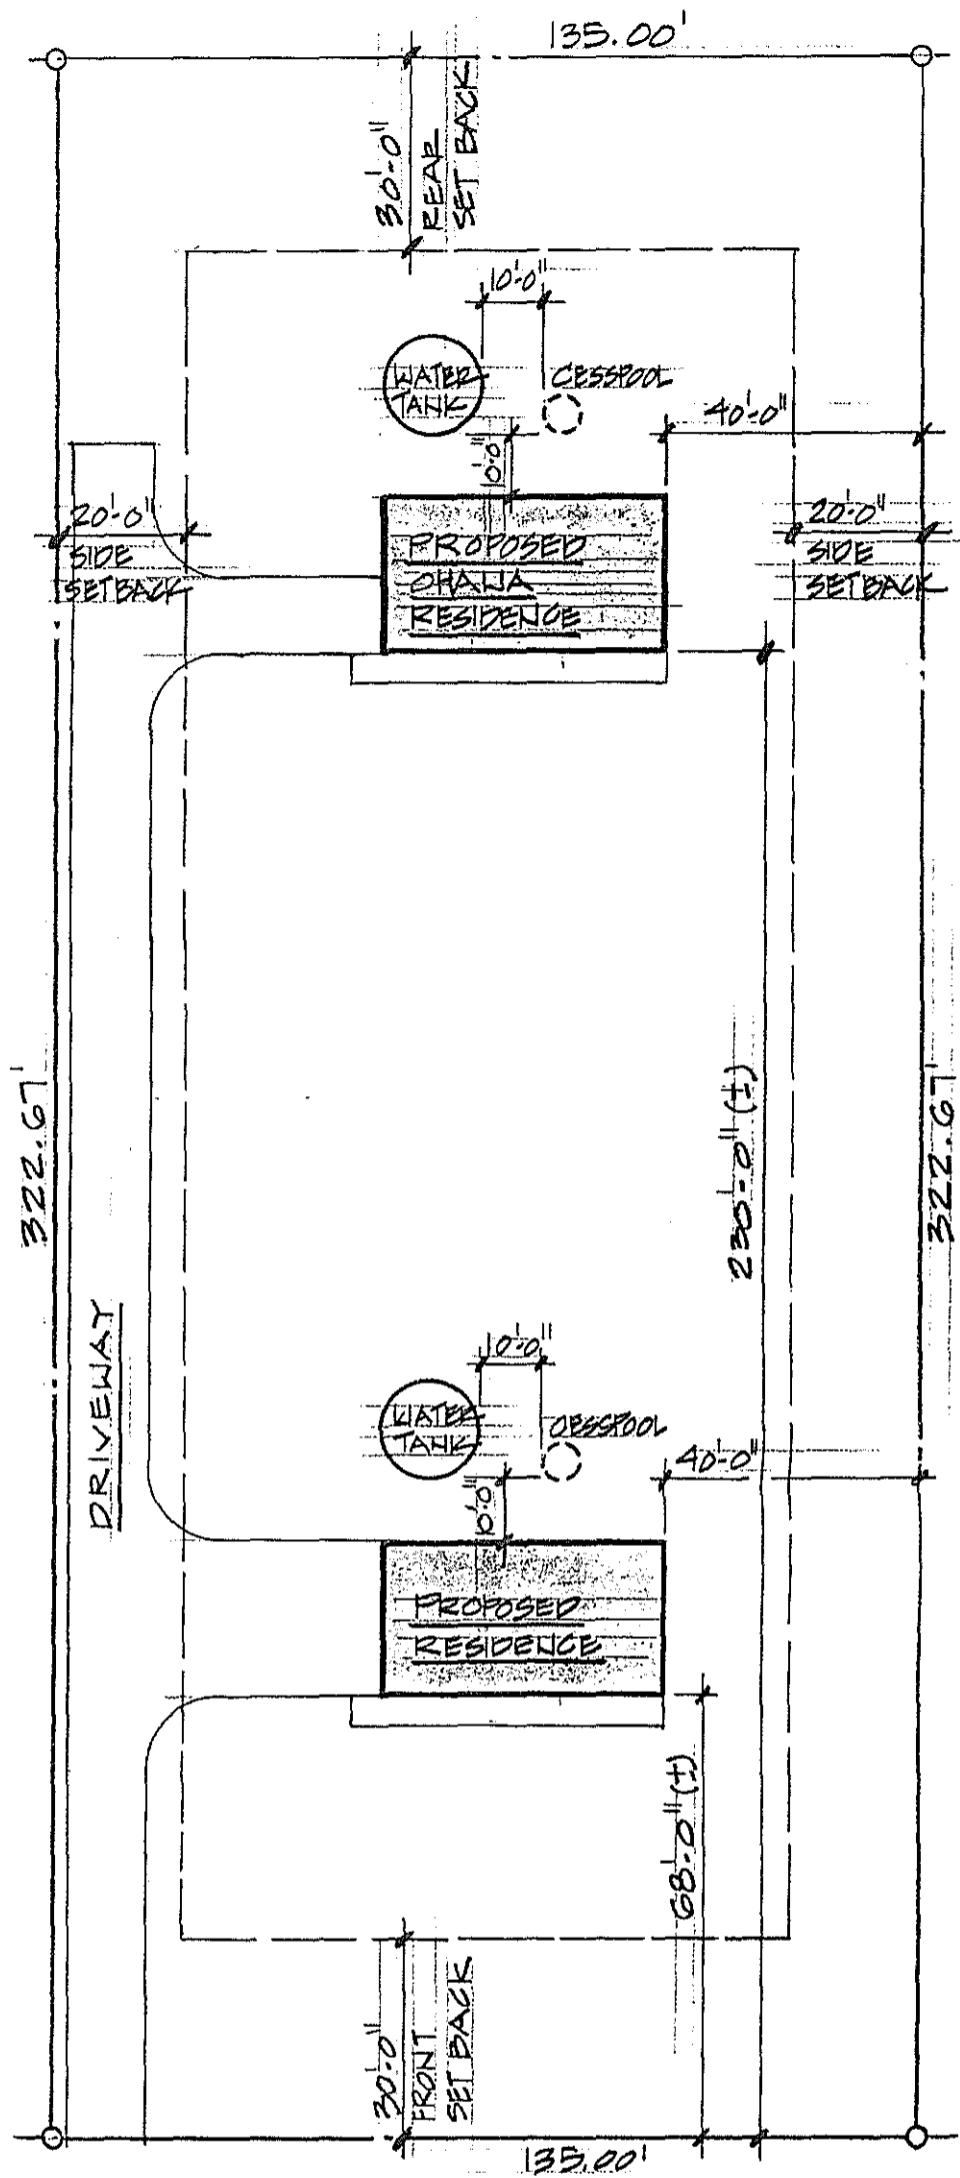 135.00'
30'-0"
REAR
SET BACK
10'-0"
WATER
TANK
CESSPOOL
40'-0"
10'-0"
20'-0"
SIDE
SETBACK
PROPOSED
OHANA
RESIDENCE
20'-0"
SIDE
SETBACK
322.67'
230'-0" (±)
322.67'
DRIVEWAY
10'-0"
WATER
TANK
CESSPOOL
40'-0"
10'-0"
PROPOSED
RESIDENCE
68'-0" (±)
30'-0"
FRONT
SET BACK
135.00'